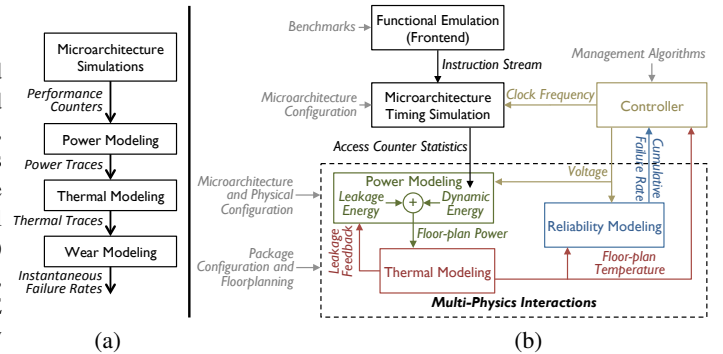 Microarchitecture
Simulations
Performance
Counters
Power Modeling
Power Traces
Thermal Modeling
Thermal Traces
Wear Modeling
Instantaneous
Failure Rates
(a)
Benchmarks
Functional Emulation
(Frontend)
Instruction Stream
Management Algorithms
Microarchitecture
Configuration
Microarchitecture
Timing Simulation
Clock Frequency
Controller
Access Counter Statistics
Voltage
Cumulative
Failure Rate
Microarchitecture
and Physical
Configuration
Power Modeling
Leakage
Energy
+
Dynamic
Energy
Reliability Modeling
Floor-plan Power
Leakage
Feedback
Package
Configuration and
Floorplanning
Thermal Modeling
Floor-plan
Temperature
Multi-Physics Interactions
(b)